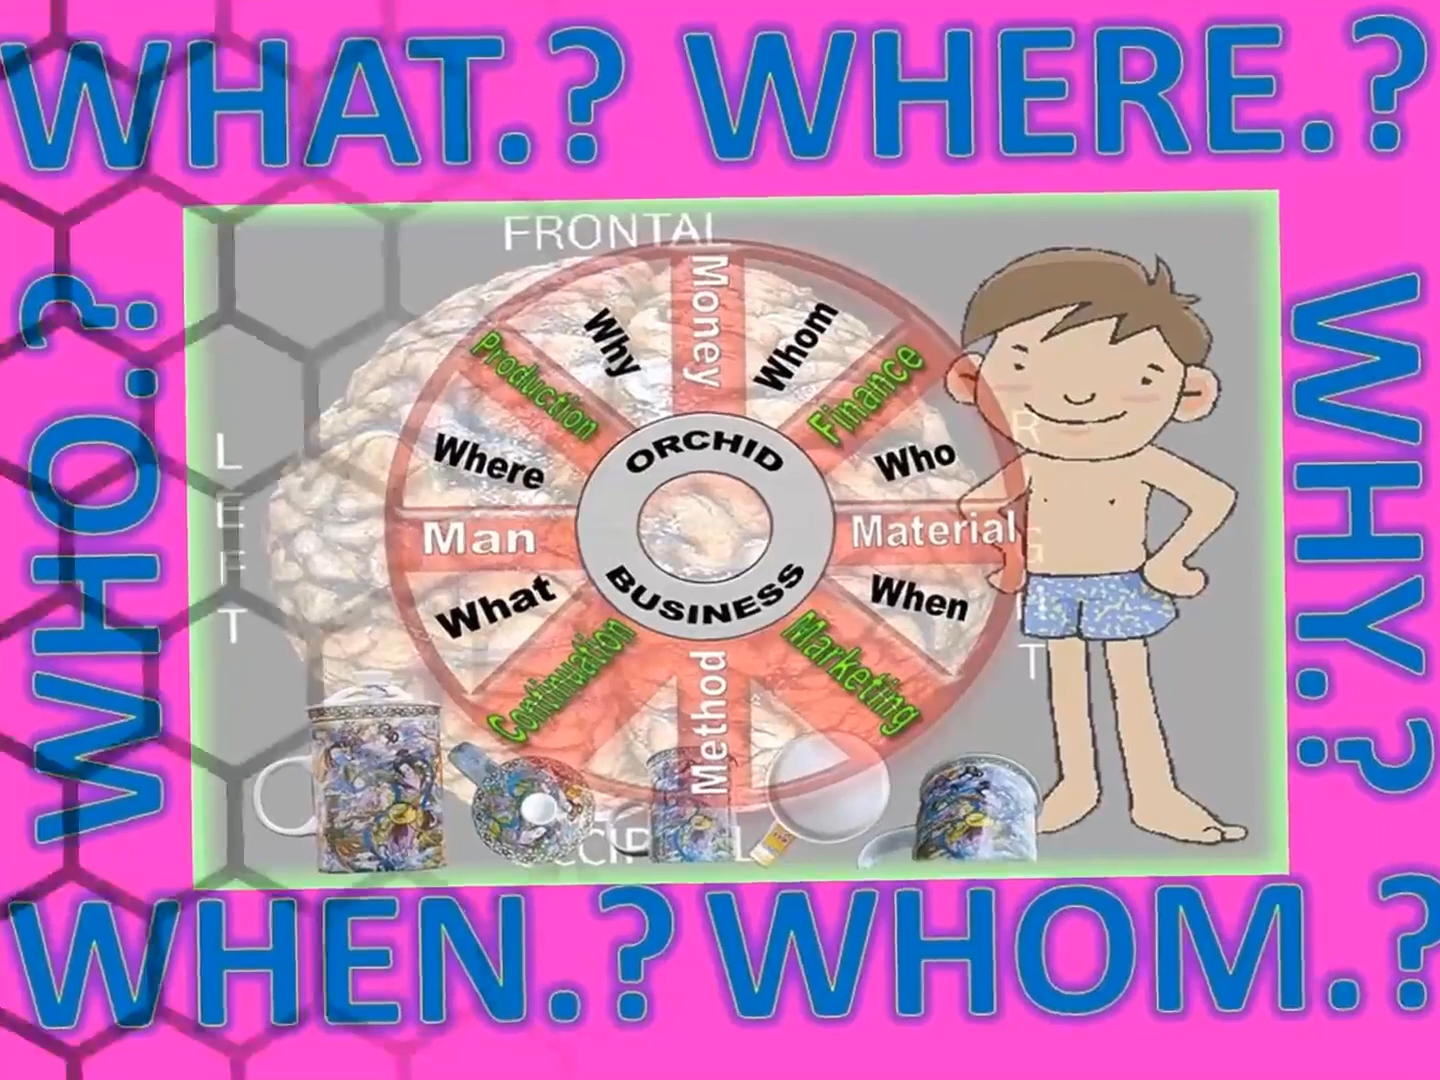 WHAT.? WHERE.?
WHO.?
WHY.?
WHEN.? WHOM.?
FRONTAL
LEFT
Money
Why
Whom
Production
Finance
Where
Who
ORCHID
BUSINESS
Man
Material
What
When
Continuation
Marketing
Method